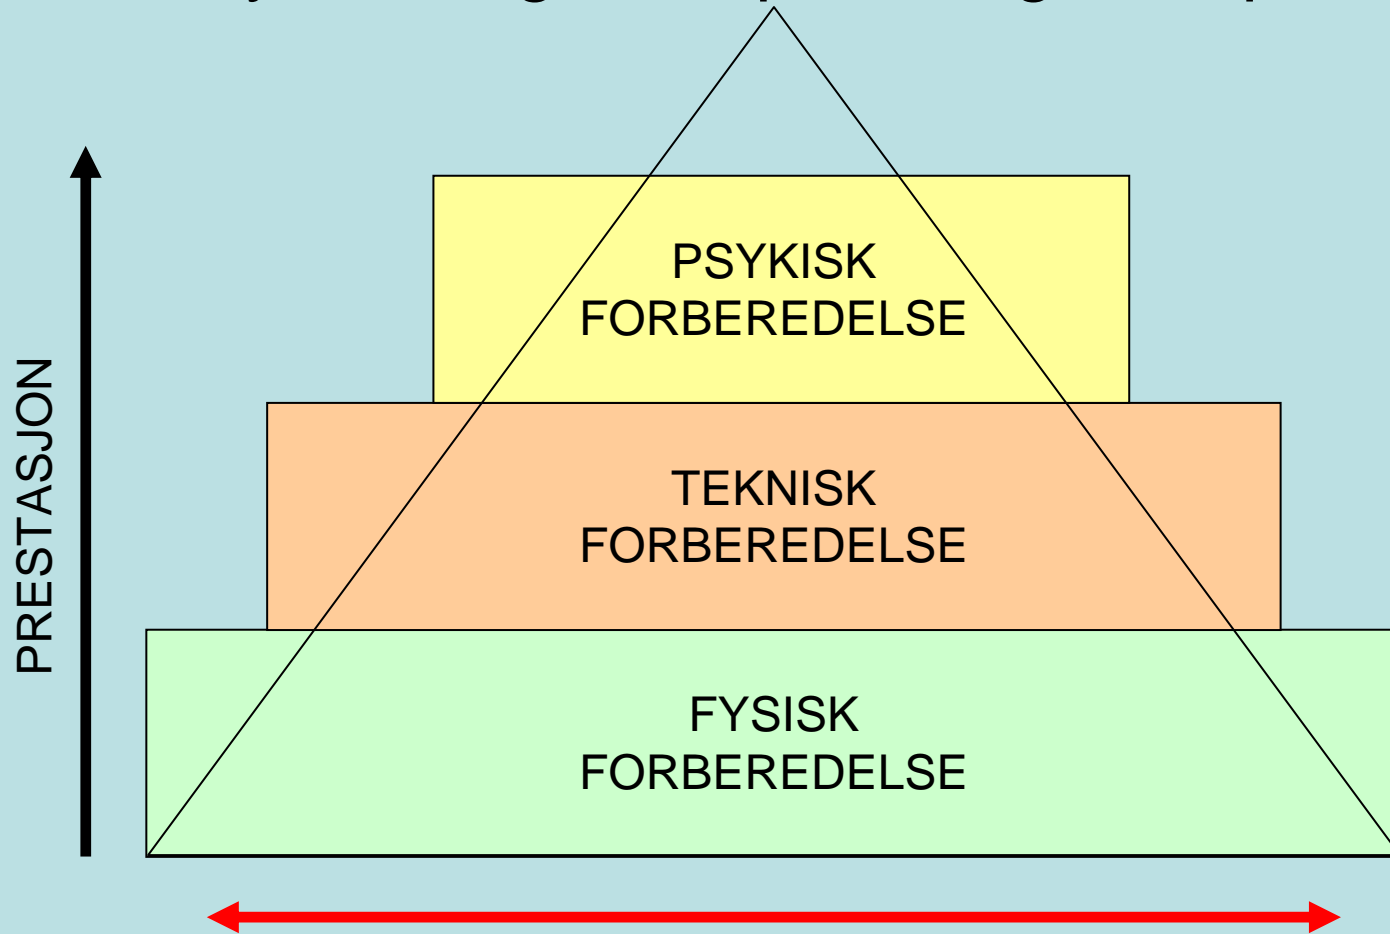 PSYKISK
FORBEREDELSE
TEKNISK
FORBEREDELSE
PRESTASJON
FYSISK
FORBEREDELSE